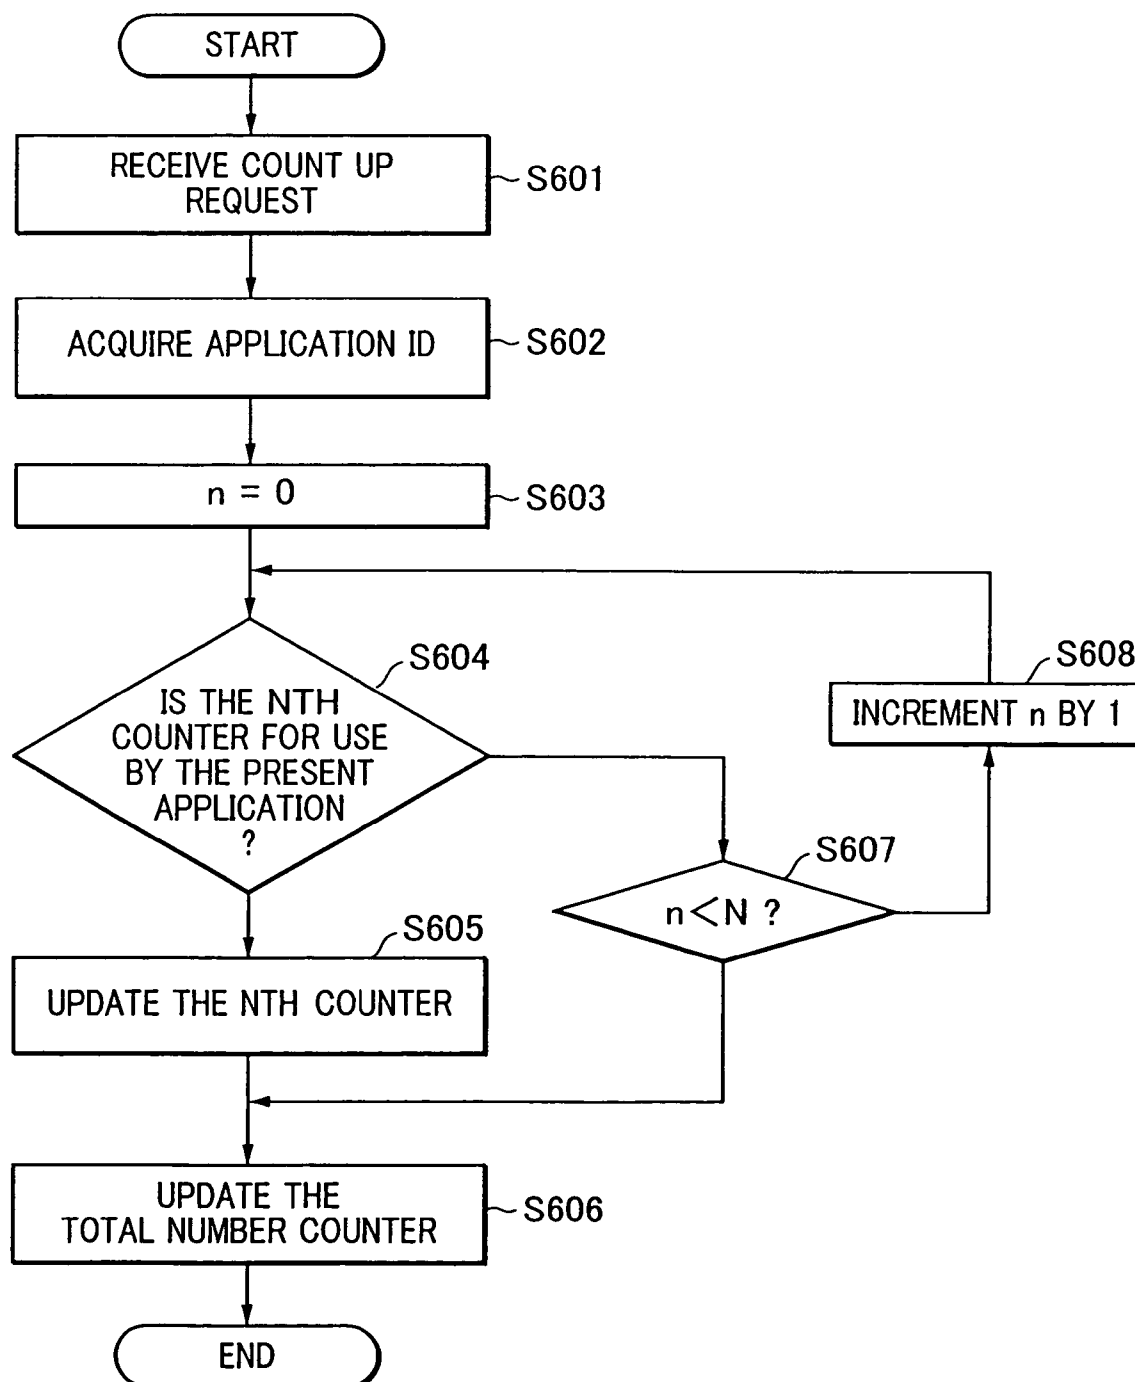 START
RECEIVE COUNT UP
REQUEST
S601
ACQUIRE APPLICATION ID
S602
n = 0
S603
S604
IS THE NTH
COUNTER FOR USE
BY THE PRESENT
APPLICATION
?
S608
INCREMENT n BY 1
S607
n<N ?
S605
UPDATE THE NTH COUNTER
UPDATE THE
TOTAL NUMBER COUNTER
S606
END